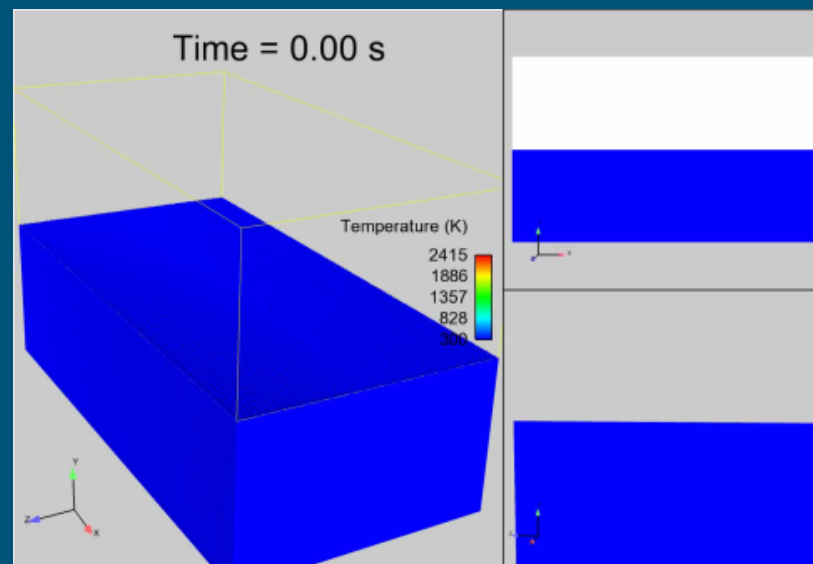 Time = 0.00 s
Temperature (K)
2415
1886
1357
828
300
Y
Z
X